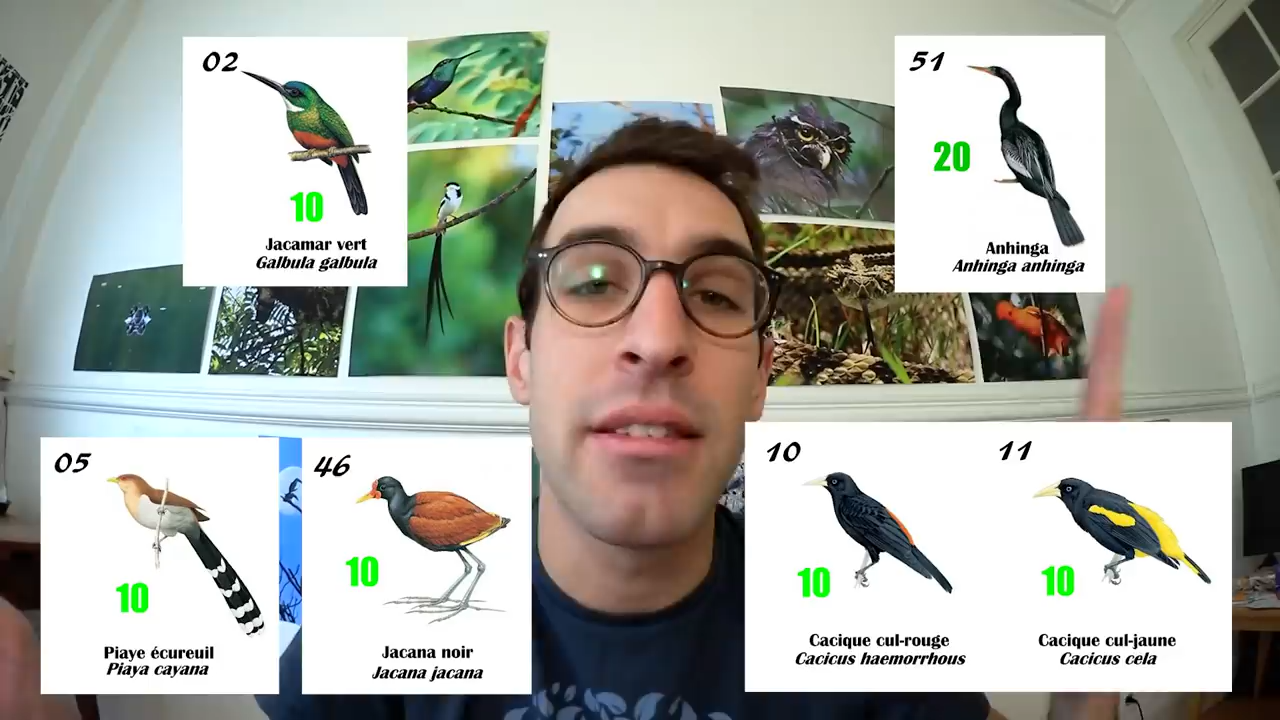 02
10
Jacamar vert
Galbula galbula
51
20
Anhinga
Anhinga anhinga
05
10
Piaye écureuil
Piaya cayana
46
10
Jacana noir
Jacana jacana
10
10
Cacique cul-rouge
Cacicus haemorrhous
11
10
Cacique cul-jaune
Cacicus cela